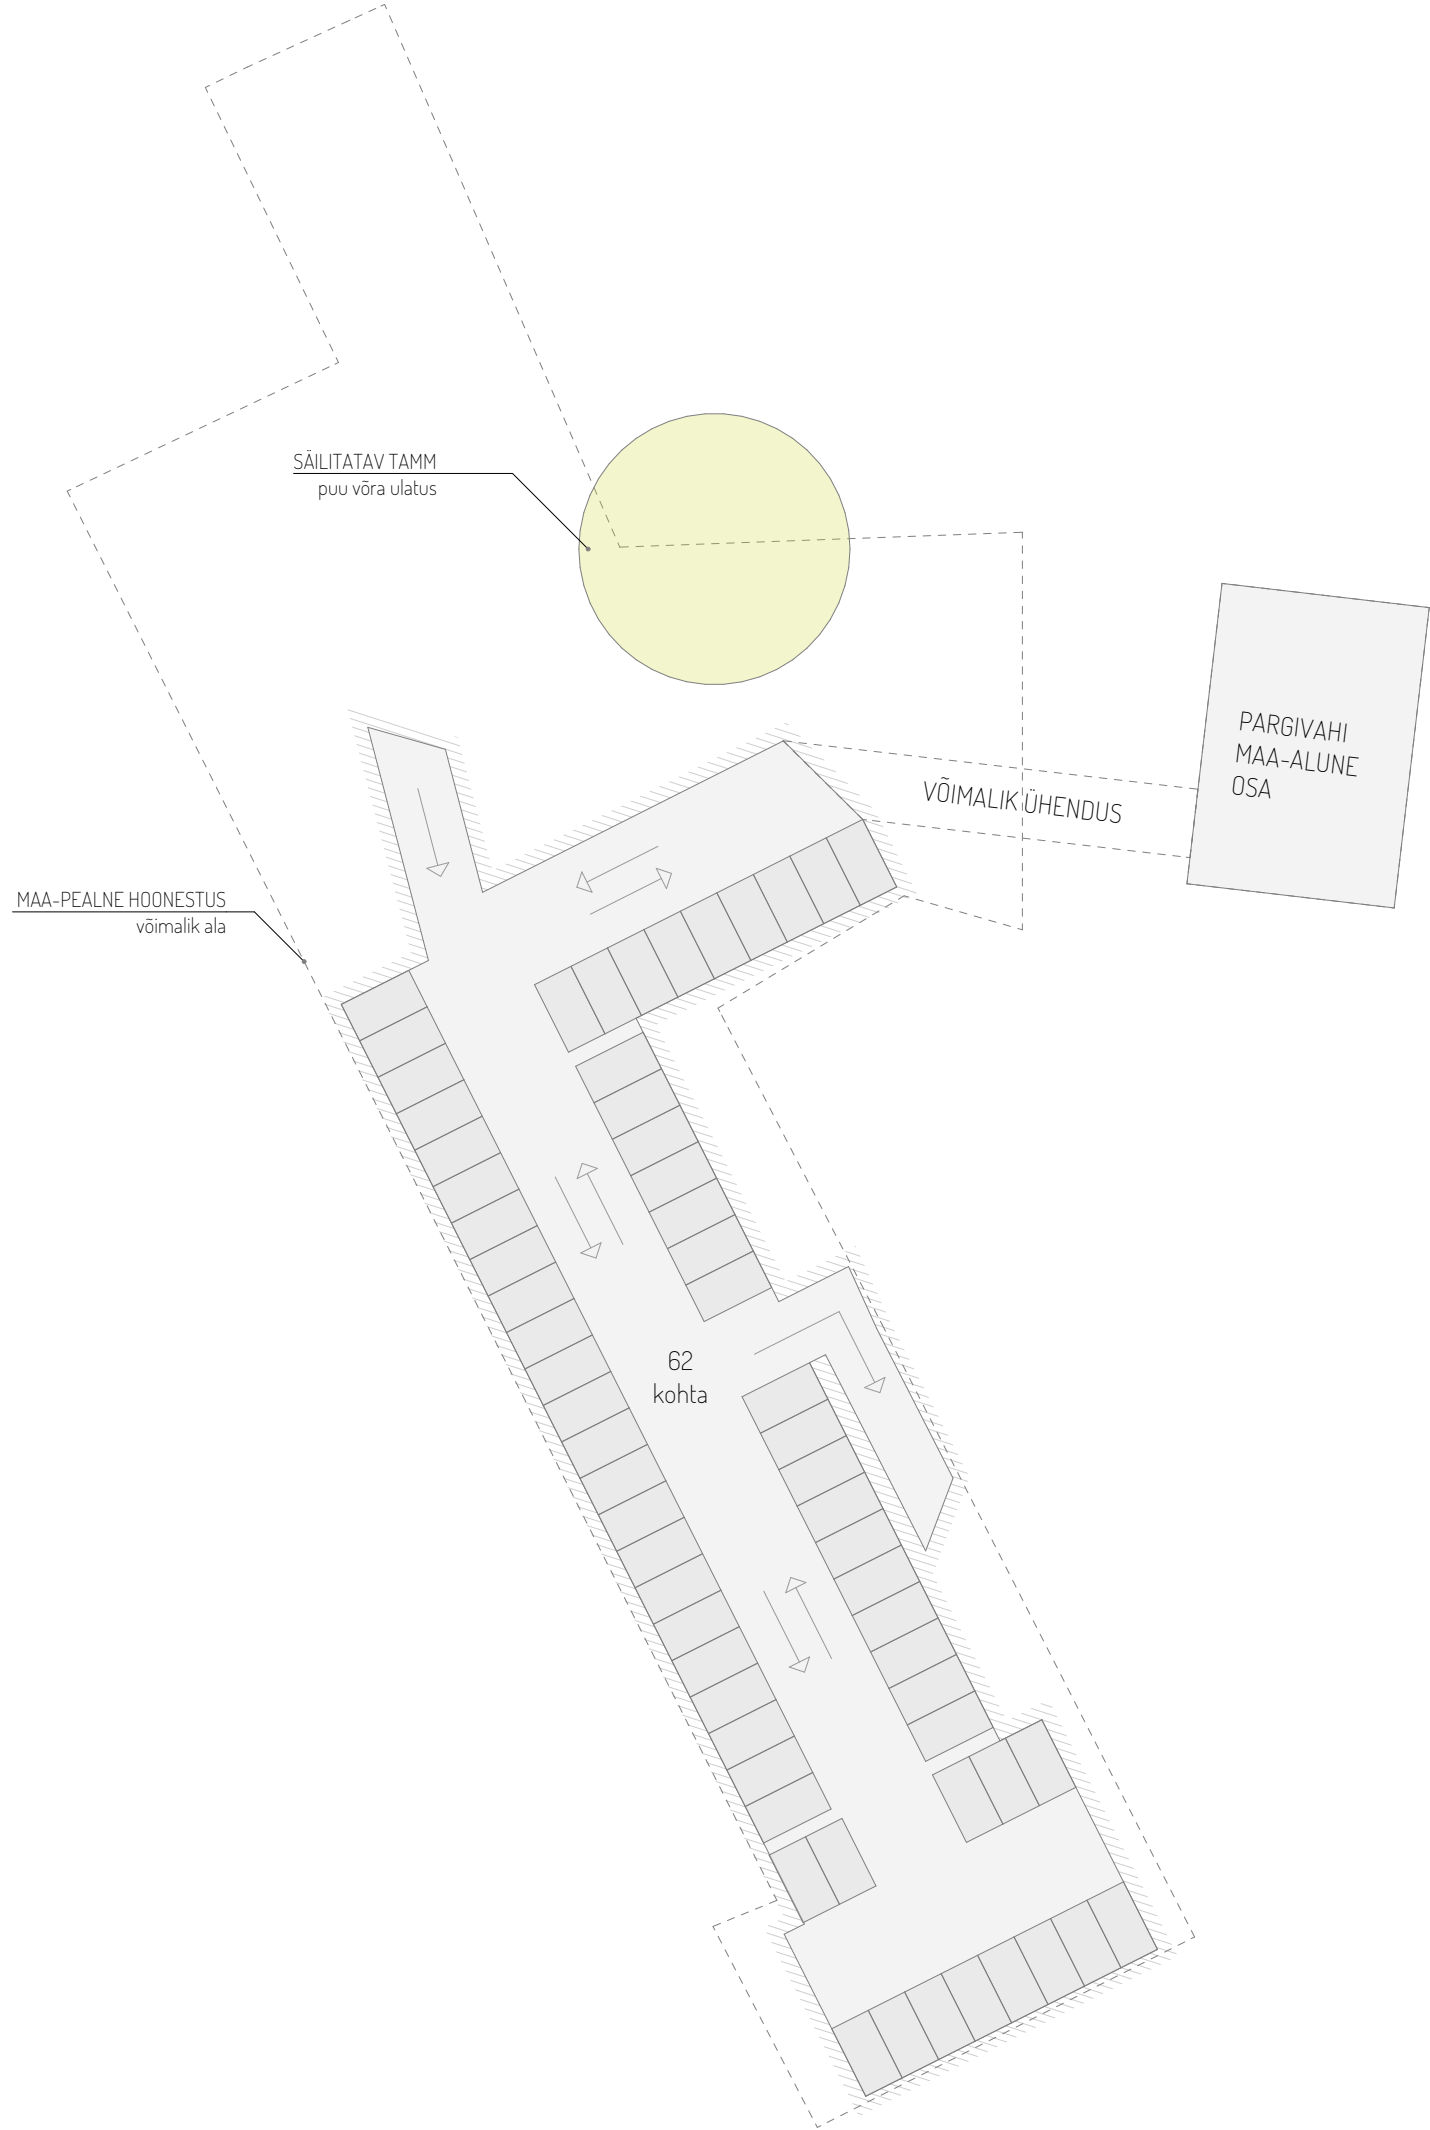 SÄILITATAV TAMM
puu võra ulatus
PARGIVAHI
MAA-ALUNE
OSA
VÕIMALIK ÜHENDUS
MAA-PEALNE HOONESTUS
võimalik ala
62
kohta